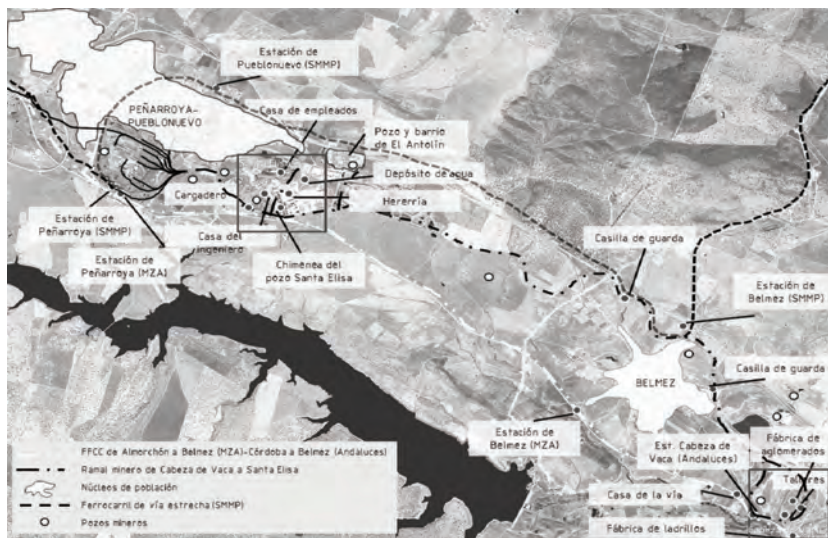 Estación de
Pueblonuevo (SMMP)
PEÑARROYA-
PUEBLONUEVO
Casa de empleados
Pozo y barrio
de El Antolín
Depósito de agua
Cargadero
Hererría
Estación de
Peñarroya (SMMP)
Casa del
ingeniero
Estación de
Peñarroya (MZA)
Chimenea del
pozo Santa Elisa
Casilla de guarda
Estación de
Belmez (SMMP)
BELMEZ
Casilla de guarda
Estación de
Belmez (MZA)
Est. Cabeza de
Vaca (Andaluces)
Fábrica de
aglomerados
Talleres
Casa de la vía
Fábrica de ladrillos
FFCC de Almorchón a Belmez (MZA)-Córdoba a Belmez (Andaluces)
Ramal minero de Cabeza de Vaca a Santa Elisa
Núcleos de población
Ferrocarril de vía estrecha (SMMP)
Pozos mineros